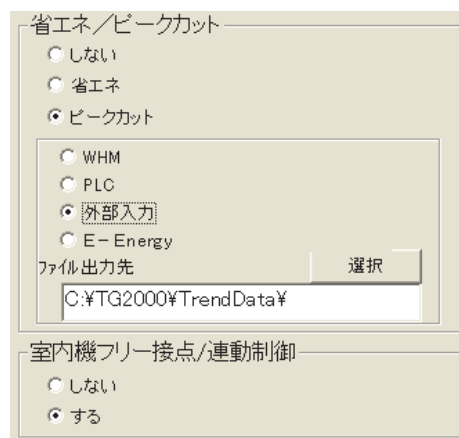 省エネ／ピークカット
しない
省エネ
ピークカット
WHM
PLC
外部入力
E－Energy
ファイル出力先 選択
C:¥TG2000¥TrendData¥
室内機フリー接点/連動制御
しない
する